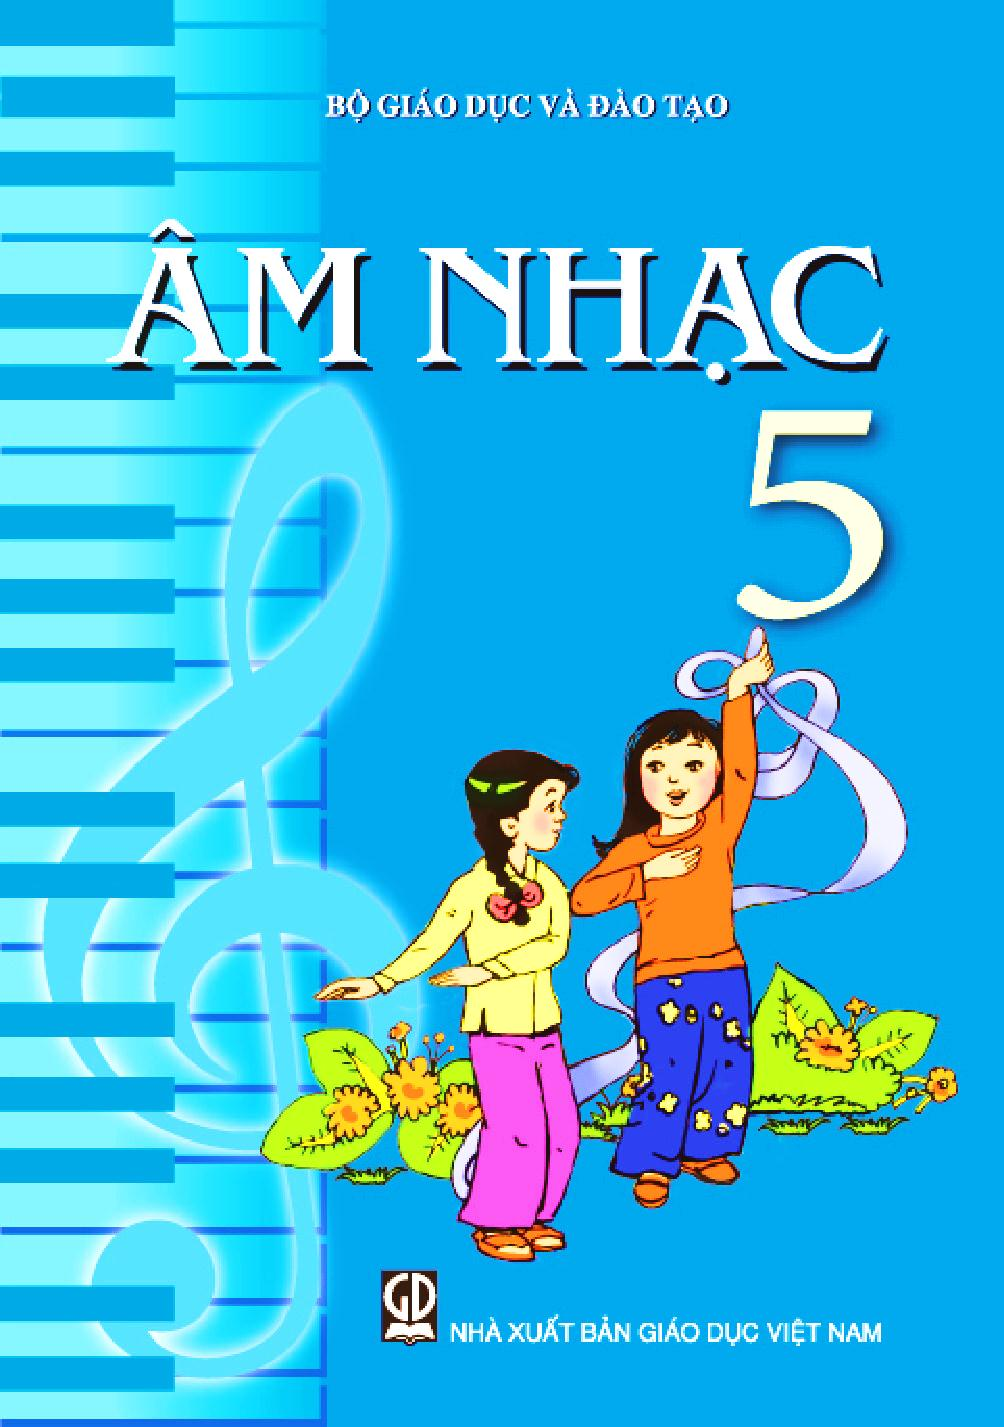 BỘ GIÁO DỤC VÀ ĐÀO TẠO
ÂM NHẠC
5
GD
NHÀ XUẤT BẢN GIÁO DỤC VIỆT NAM